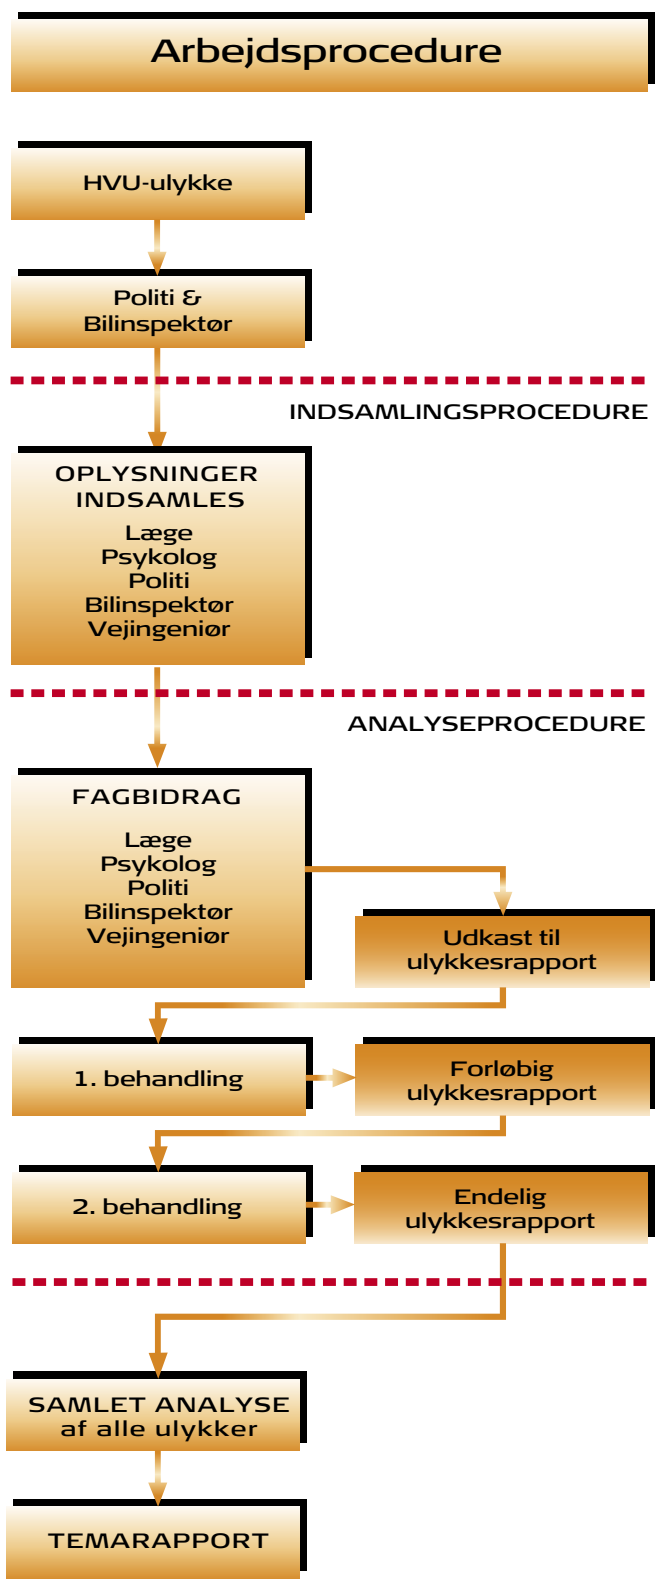 Arbejdsprocedure
HVU-ulykke
Politi &
Bilinspektør
INDSAMLINGSPROCEDURE
OPLYSNINGER
INDSAMLES
Læge
Psykolog
Politi
Bilinspektør
Vejingeniør
ANALYSEPROCEDURE
FAGBIDRAG
Læge
Psykolog
Politi
Bilinspektør
Vejingeniør
Udkast til
ulykkesrapport
1. behandling
Forløbig
ulykkesrapport
2. behandling
Endelig
ulykkesrapport
SAMLET ANALYSE
af alle ulykker
TEMARAPPORT